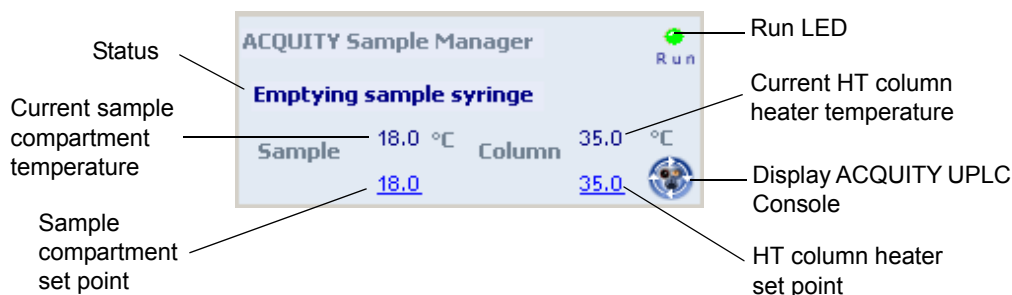 Status
Current sample
compartment
temperature
Sample
compartment
set point
ACQUITY Sample Manager
Run
Emptying sample syringe
Sample 18.0 °C Column 35.0 °C
18.0 35.0
Run LED
Current HT column
heater temperature
Display ACQUITY UPLC
Console
HT column heater
set point